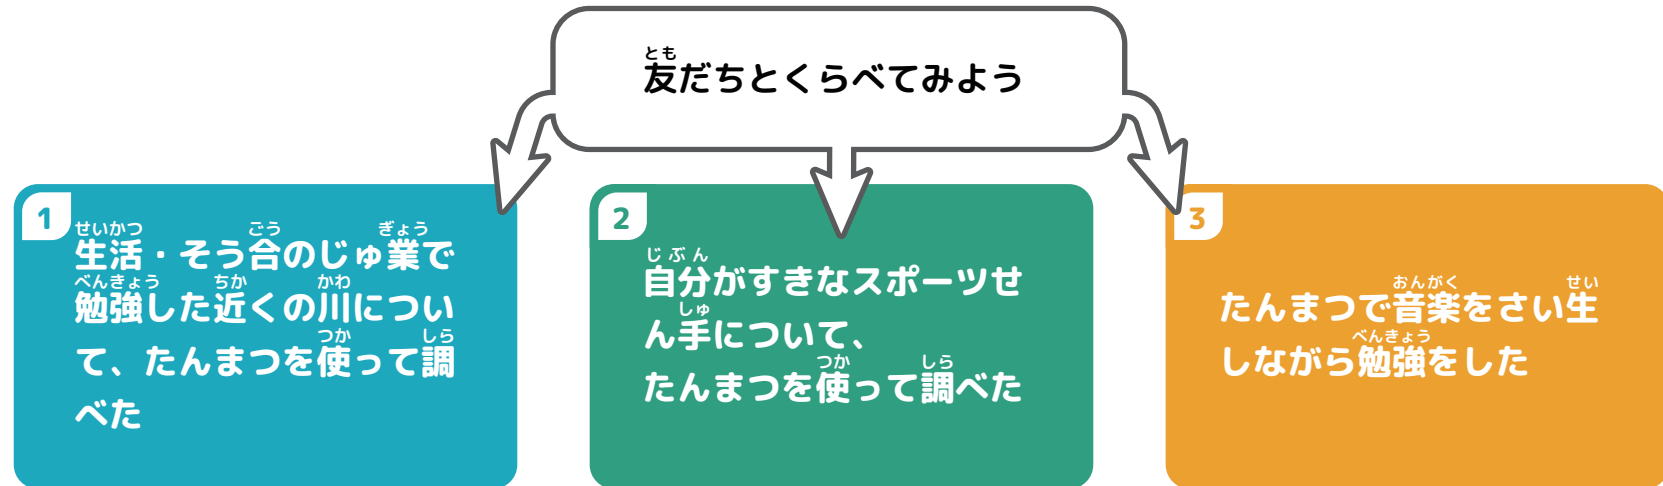 とも
友だちとくらべてみよう
1
せいかつ ごう ぎょう
生活・そう合のじゅ業で
べんきょう ちか かわ
勉強した近くの川につい
つか しら
て、たんまつを使って調
べた
2
じぶん
自分がすきなスポーツせ
しゅ
ん手について、
つか しら
たんまつを使って調べた
3
おんがく せい
たんまつで音楽をさい生
べんきょう
しながら勉強をした